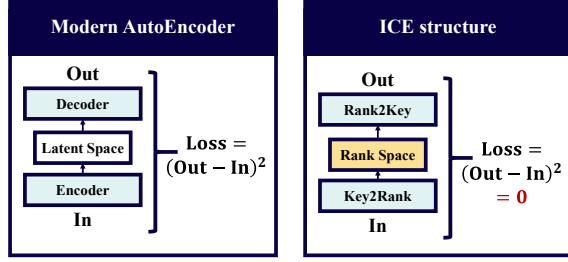 Modern AutoEncoder
Out
Decoder
Latent Space
Encoder
In
Loss =
(Out – In)²
ICE structure
Out
Rank2Key
Rank Space
Key2Rank
In
Loss =
(Out – In)²
= 0